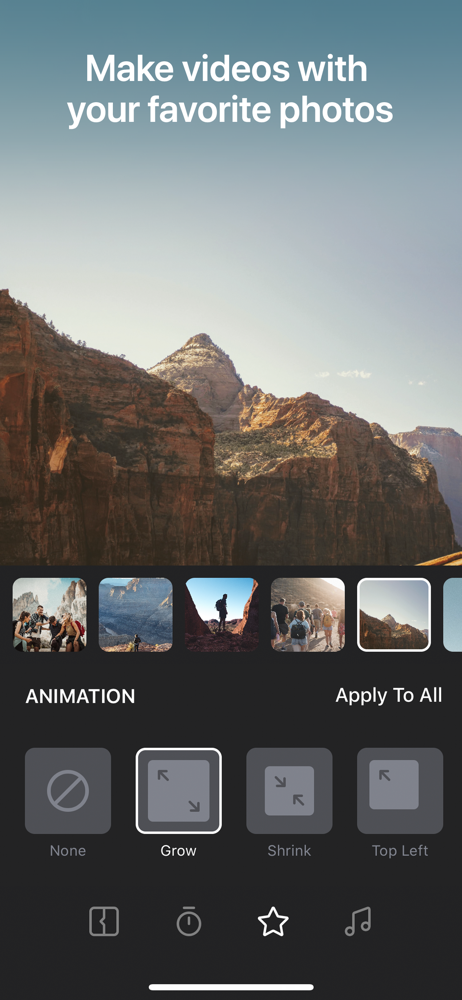 Make videos with
your favorite photos
ANIMATION
Apply To All
None
Grow
Shrink
Top Left